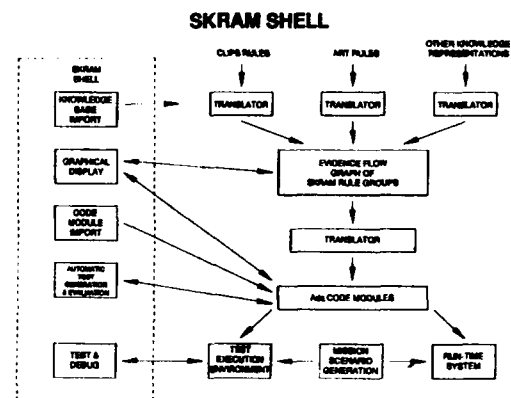 SKRAM SHELL
CLIPS RULES
ART RULES
OTHER KNOWLEDGE
REPRESENTATIONS
SKRAM
SHELL
KNOWLEDGE
BASE
IMPORT
TRANSLATOR
TRANSLATOR
TRANSLATOR
GRAPHICAL
DISPLAY
EVIDENCE FLOW
GRAPH OF
SKRAM RULE GROUPS
CODE
MODULE
IMPORT
TRANSLATOR
AUTOMATIC
TEST
GENERATION
& EVALUATION
Ada CODE MODULES
TEST &
DEBUG
TEST
EXECUTION
ENVIRONMENT
MISSION
SCENARIO
GENERATION
RUN-TIME
SYSTEM